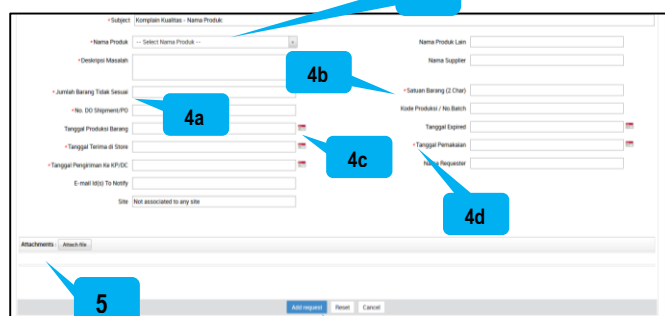 *Subject Komplain Kualitas - Nama Produk
*Nama Produk -- Select Nama Produk -- Nama Produk Lain
*Deskripsi Masalah Nama Supplier
4b
*Jumlah Barang Tidak Sesuai *Satuan Barang (2 Char)
4a
*No. DO Shipment/PO Kode Produksi / No.Batch
Tanggal Produksi Barang Tanggal Expired
*Tanggal Terima di Store 4c *Tanggal Pemakaian
*Tanggal Pengiriman Ke KP/DC Nama Requester
E-mail Id(s) To Notify
4d
Site Not associated to any site
Attachments : Attach file
5
Add request Reset Cancel